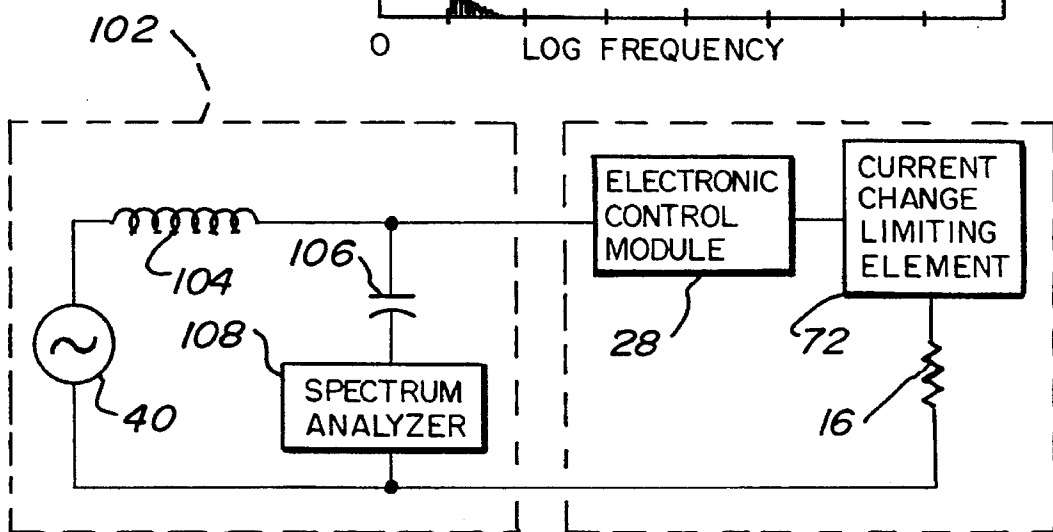 102
0
LOG FREQUENCY
104
106
108
40
SPECTRUM
ANALYZER
ELECTRONIC
CONTROL
MODULE
28
CURRENT
CHANGE
LIMITING
ELEMENT
72
16